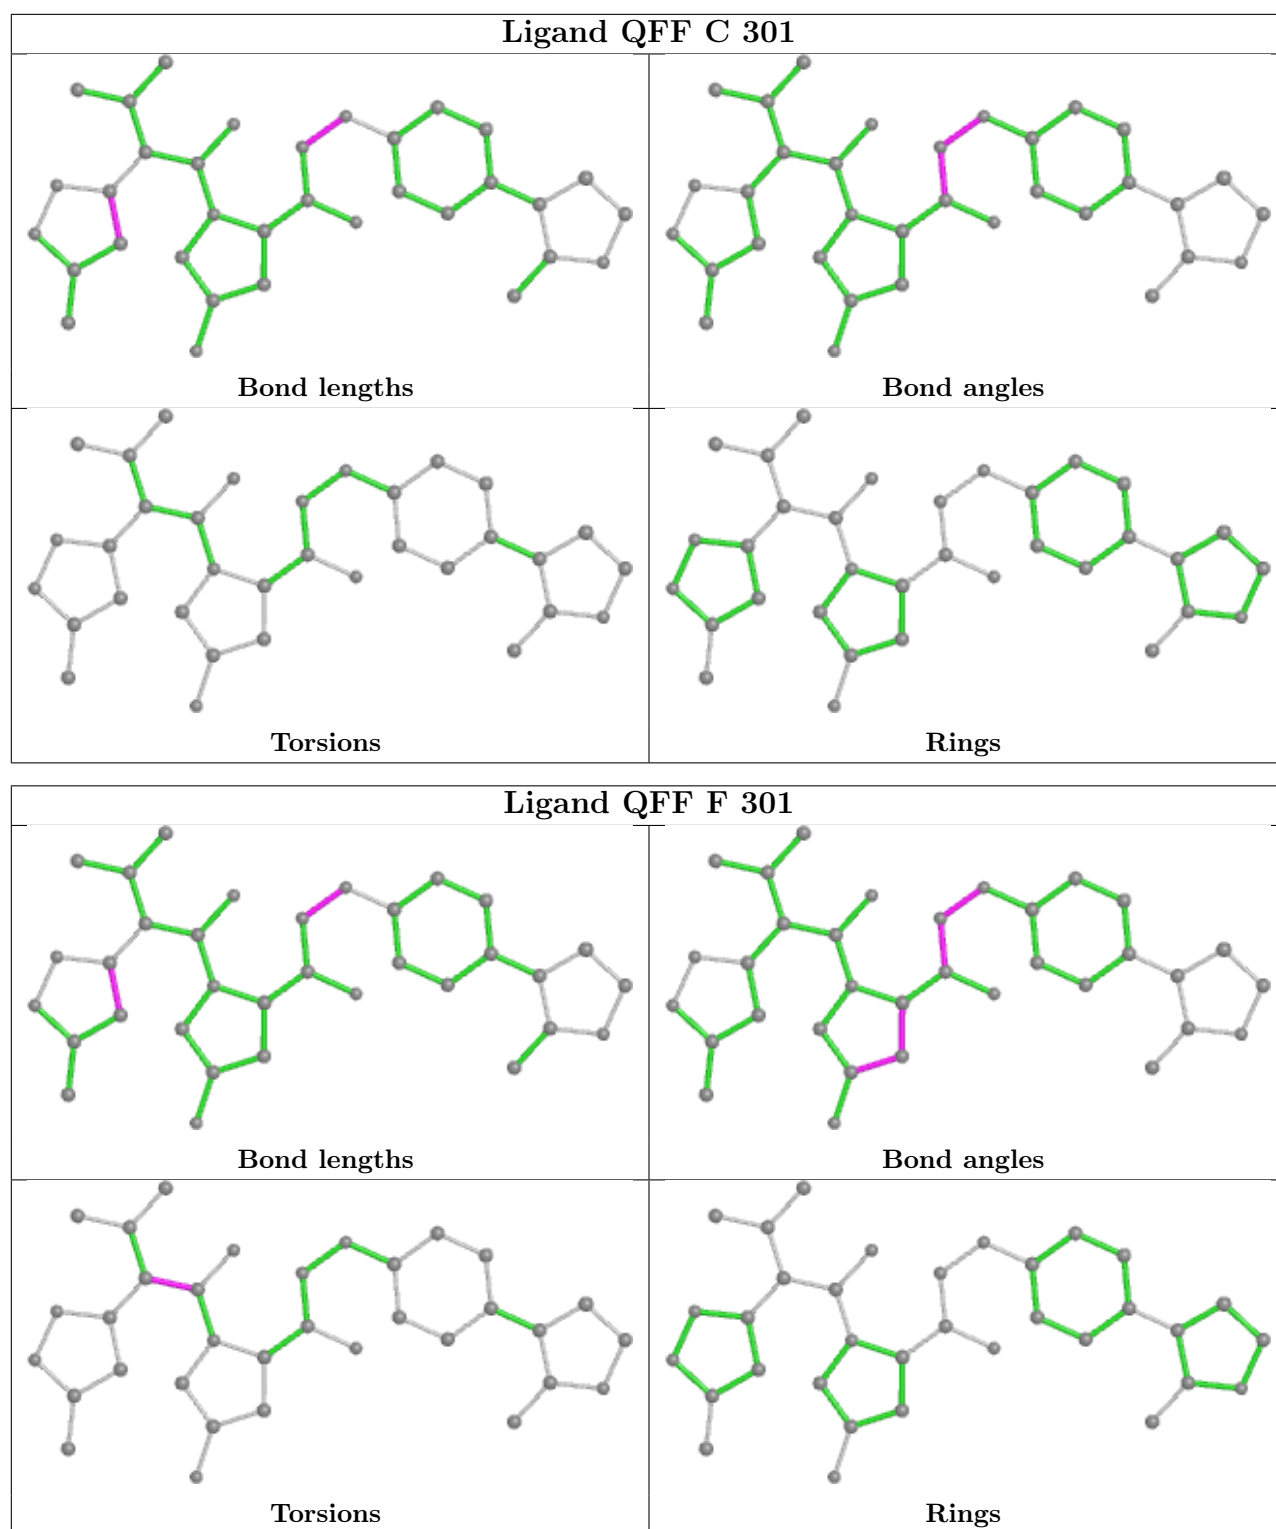 Ligand QFF C 301
Bond lengths
Bond angles
Torsions
Rings
Ligand QFF F 301
Bond lengths
Bond angles
Torsions
Rings